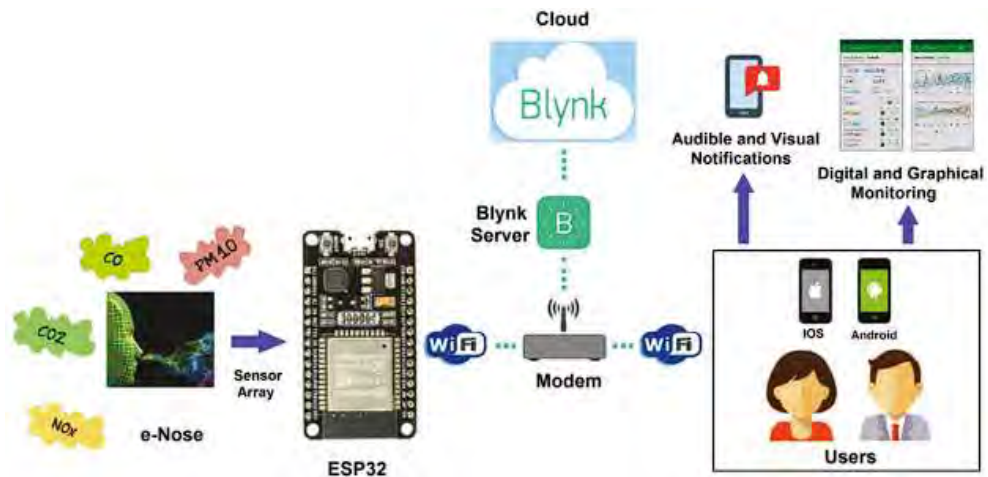 Cloud
Blynk
Audible and Visual
Notifications
Digital and Graphical
Monitoring
Blynk
Server
B
CO
PM10
CO2
NOx
e-Nose
Sensor
Array
ESP32
WiFi
Modem
WiFi
IOS
Android
Users